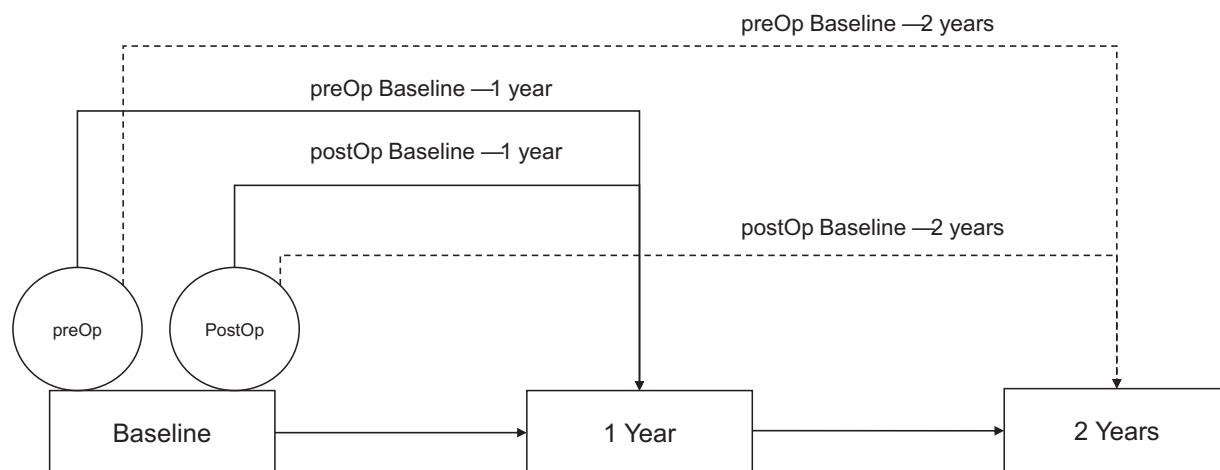 preOp Baseline —2 years
preOp Baseline —1 year
postOp Baseline —1 year
postOp Baseline —2 years
preOp
PostOp
Baseline
1 Year
2 Years